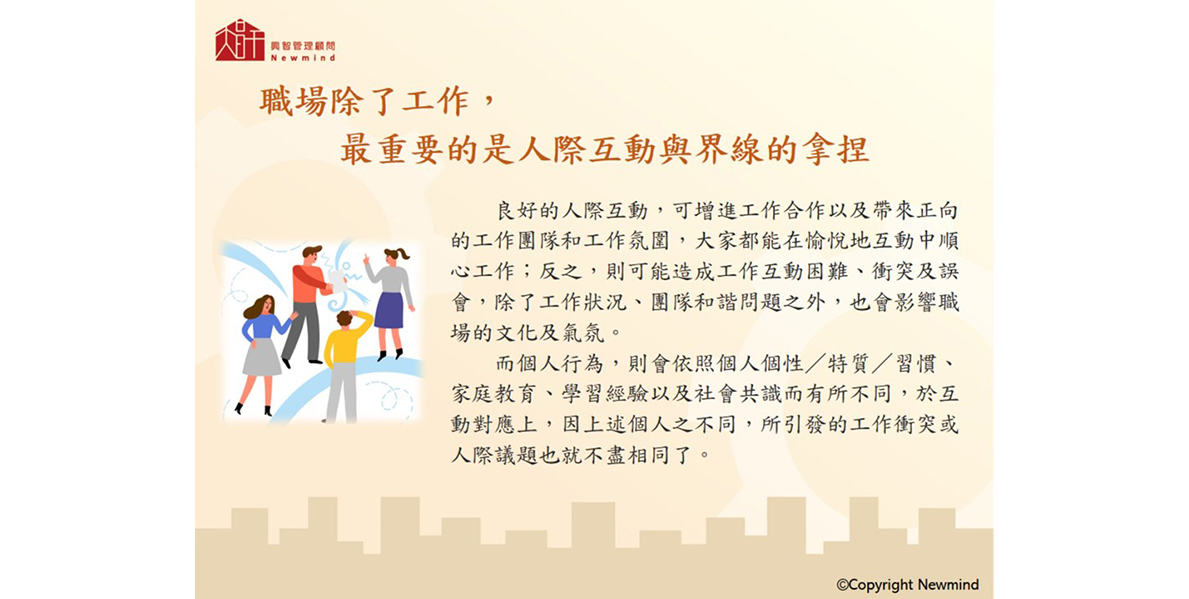 興智管理顧問
Newmind
職場除了工作，
最重要的是人際互動與界線的拿捏
良好的人際互動，可增進工作合作以及帶來正向
的工作團隊和工作氛圍，大家都能在愉悅地互動中順
心工作；反之，則可能造成工作互動困難、衝突及誤
會，除了工作狀況、團隊和諧問題之外，也會影響職
場的文化及氣氛。
而個人行為，則會依照個人個性／特質／習慣、
家庭教育、學習經驗以及社會共識而有所不同，於互
動對應上，因上述個人之不同，所引發的工作衝突或
人際議題也就不盡相同了。
©Copyright Newmind